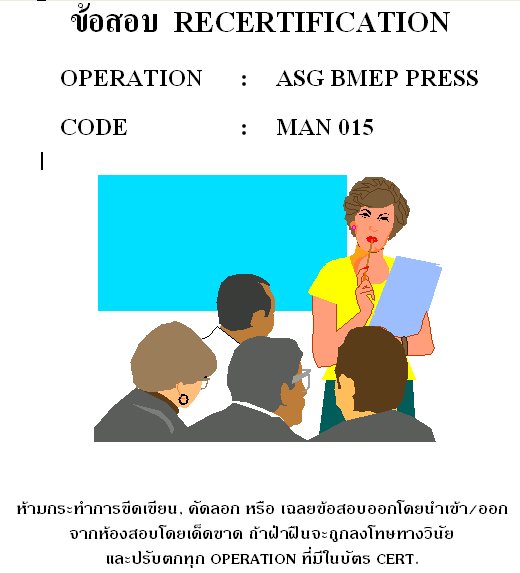 ข้อสอบ RECERTIFICATION
OPERATION : ASG BMEP PRESS
CODE : MAN 015
ห้ามกระทำการขีดเขียน, คัดลอก หรือ เฉลยข้อสอบออกโดยนำเข้า/ออก
จากห้องสอบโดยเด็ดขาด ถ้าฝ่าฝืนจะถูกลงโทษทางวินัย
และปรับตกทุก OPERATION ที่มีในบัตร CERT.